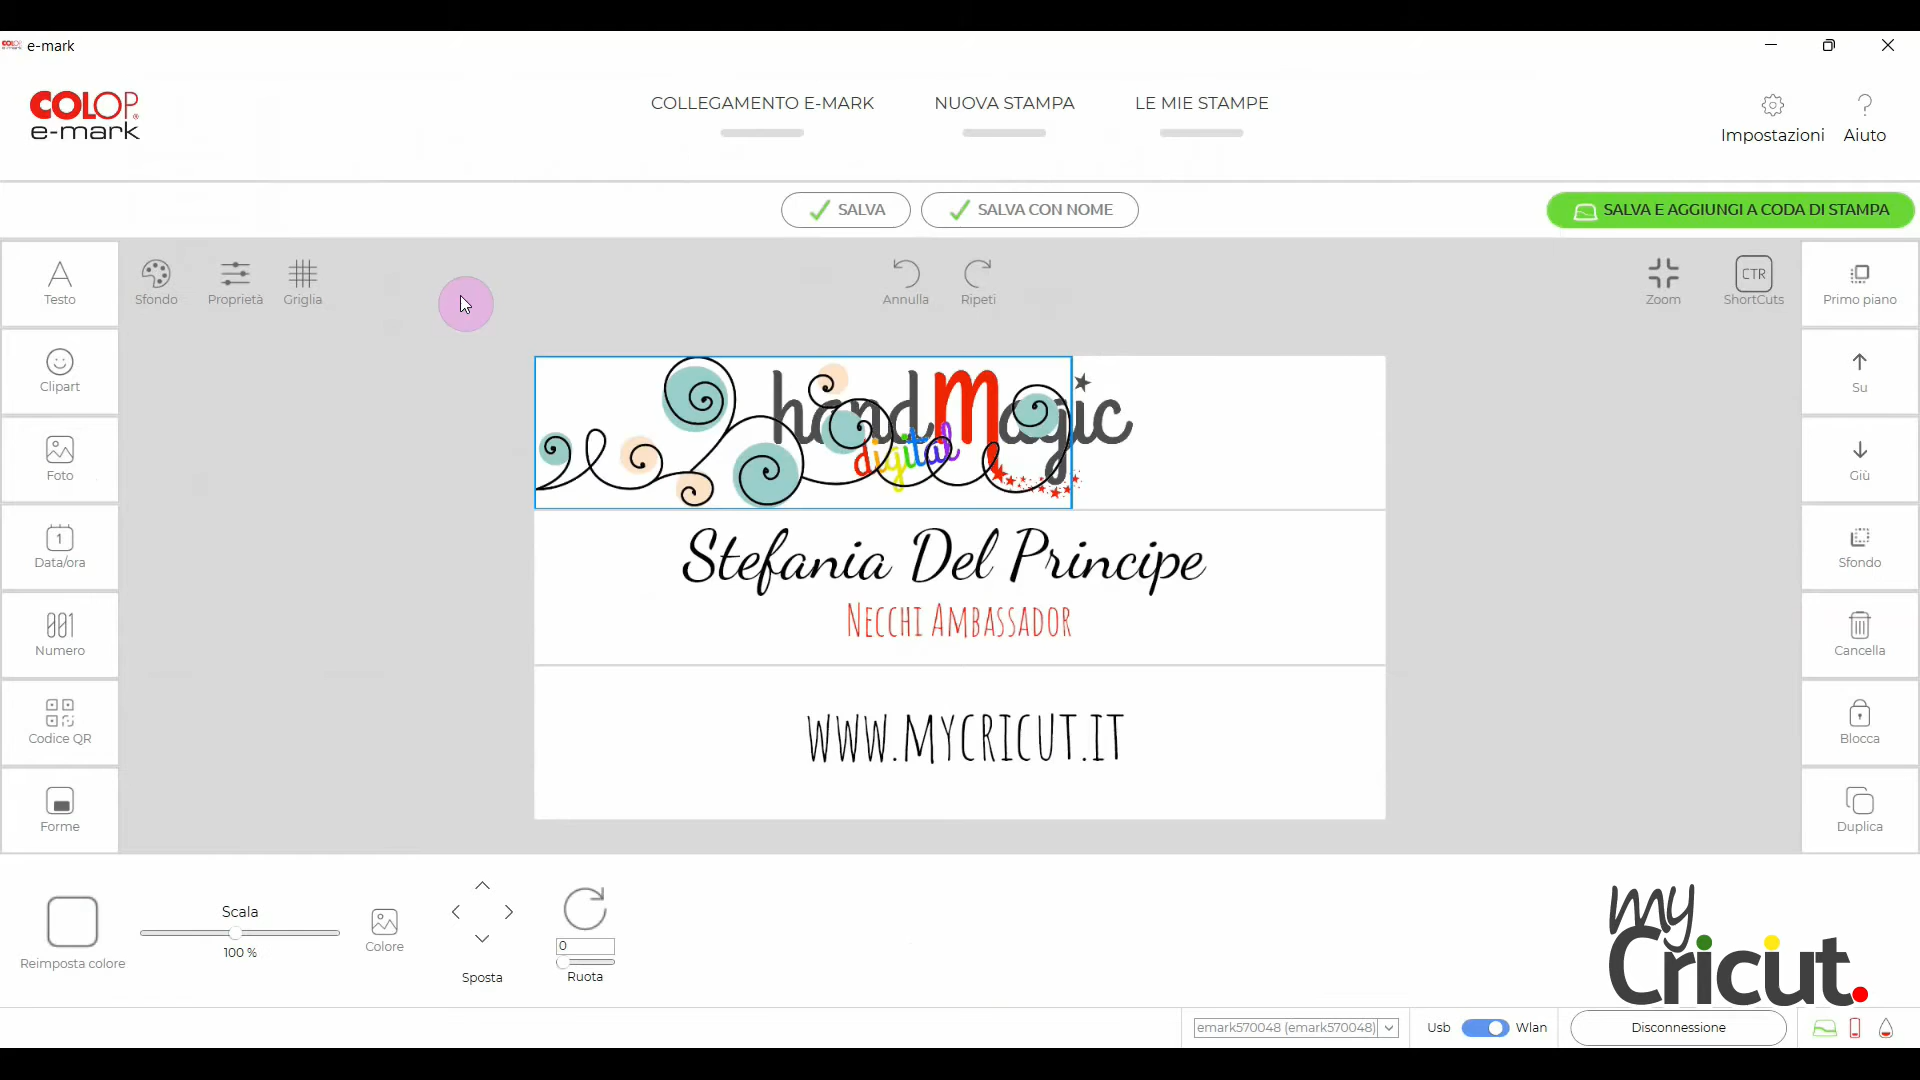 e-mark
COLOP
e-mark
COLLEGAMENTO E-MARK
NUOVA STAMPA
LE MIE STAMPE
Impostazioni
Aiuto
SALVA
SALVA CON NOME
SALVA E AGGIUNGI A CODA DI STAMPA
Testo
Sfondo
Proprietà
Griglia
Annulla
Ripeti
Zoom
CTR
ShortCuts
Primo piano
Clipart
Su
Foto
Giù
Data/ora
Sfondo
Numero
Cancella
Codice QR
Blocca
Forme
Duplica
handMagic
digital
Stefania Del Principe
Necchi Ambassador
www.mycricut.it
Reimposta colore
Scala
100 %
Colore
Sposta
0
Ruota
my
Cricut.
emark570048 (emark570048)
Usb
Wlan
Disconnessione